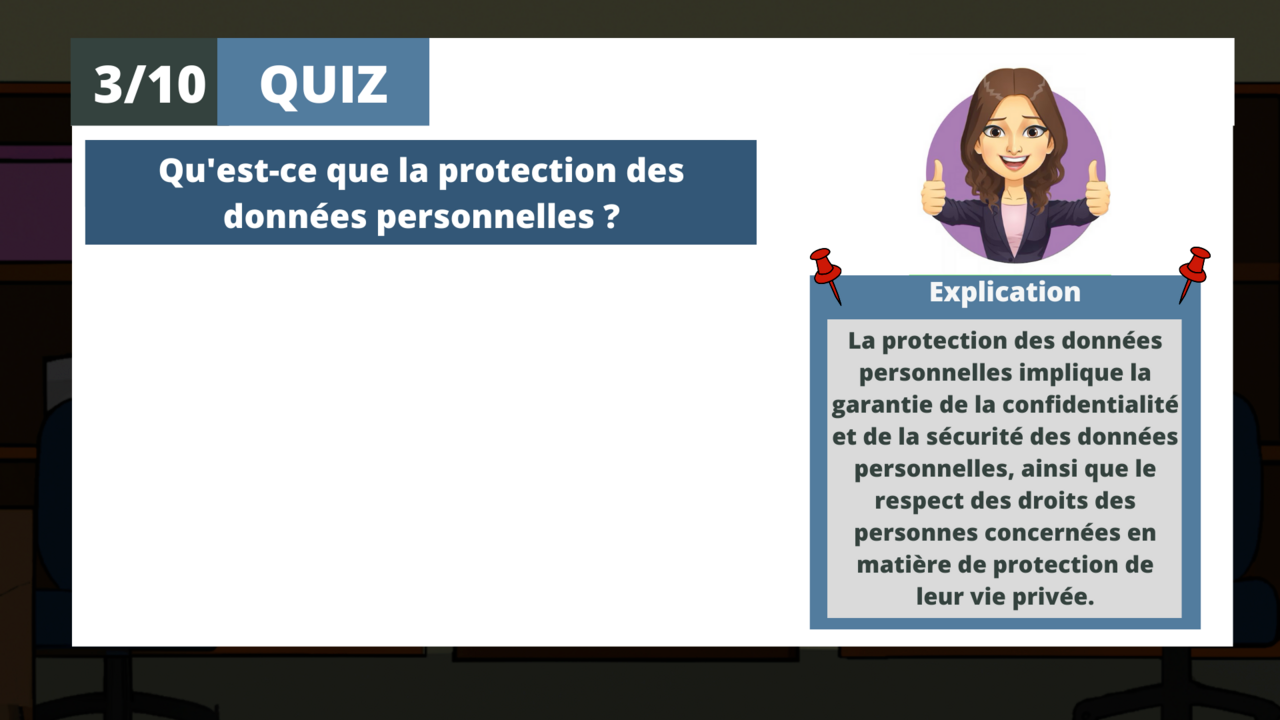 3/10 QUIZ
Qu'est-ce que la protection des
données personnelles ?
Explication
La protection des données
personnelles implique la
garantie de la confidentialité
et de la sécurité des données
personnelles, ainsi que le
respect des droits des
personnes concernées en
matière de protection de
leur vie privée.